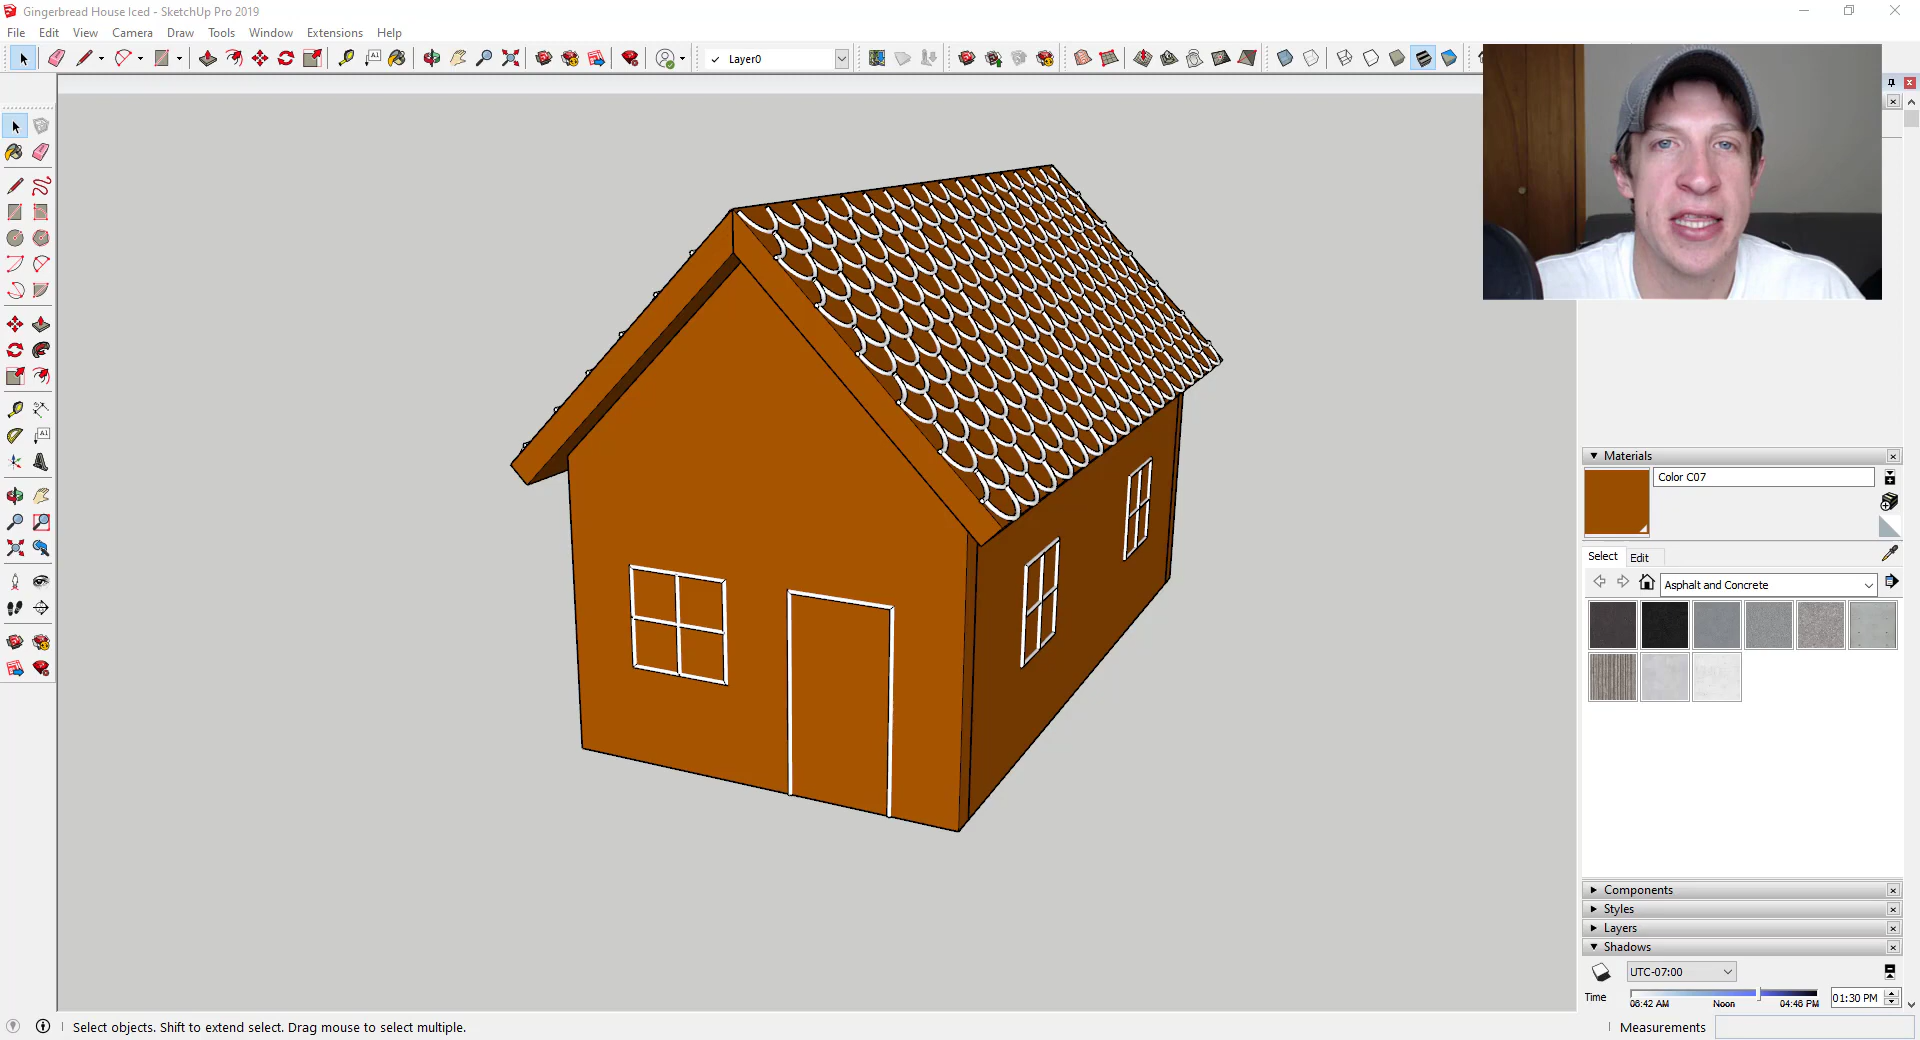 Gingerbread House Iced - SketchUp Pro 2019
File Edit View Camera Draw Tools Window Extensions Help
Layer0
Materials
Color C07
Select Edit
Asphalt and Concrete
Components
Styles
Layers
Shadows
UTC-07:00
Time 06:42 AM Noon 04:46 PM 01:30 PM
Select objects. Shift to extend select. Drag mouse to select multiple. Measurements